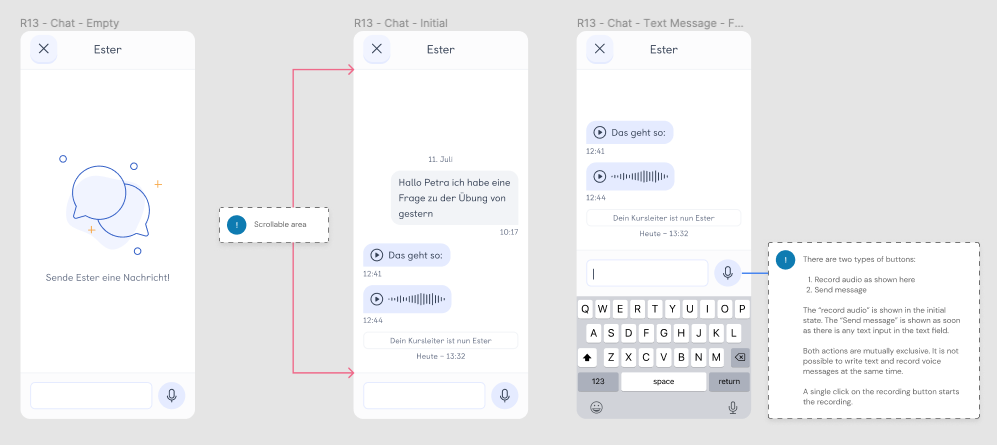 R13 - Chat - Empty
Ester
Sende Ester eine Nachricht!
! Scrollable area
R13 - Chat - Initial
Ester
11. Juli
Hallo Petra ich habe eine
Frage zu der Übung von
gestern
10:17
Das geht so:
12:41
12:44
Dein Kursleiter ist nun Ester
Heute – 13:32
R13 - Chat - Text Message - F...
Ester
Das geht so:
12:41
12:44
Dein Kursleiter ist nun Ester
Heute – 13:32
Q W E R T Y U I O P
A S D F G H J K L
Z X C V B N M
123 space return
! There are two types of buttons:
1. Record audio as shown here
2. Send message
The “record audio” is shown in the initial
state. The “Send message” is shown as soon
as there is any text input in the text field.
Both actions are mutually exclusive. It is not
possible to write text and record voice
messages at the same time.
A single click on the recording button starts
the recording.